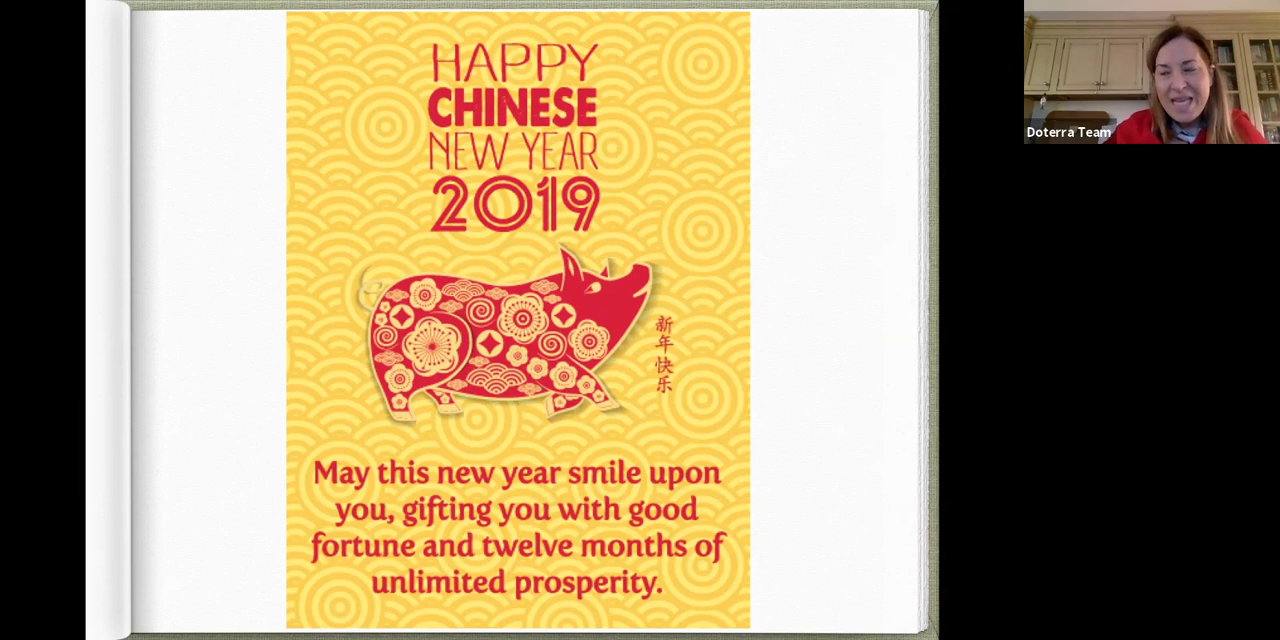 HAPPY
CHINESE
NEW YEAR
2019
新年快乐
May this new year smile upon
you, gifting you with good
fortune and twelve months of
unlimited prosperity.
Doterra Team